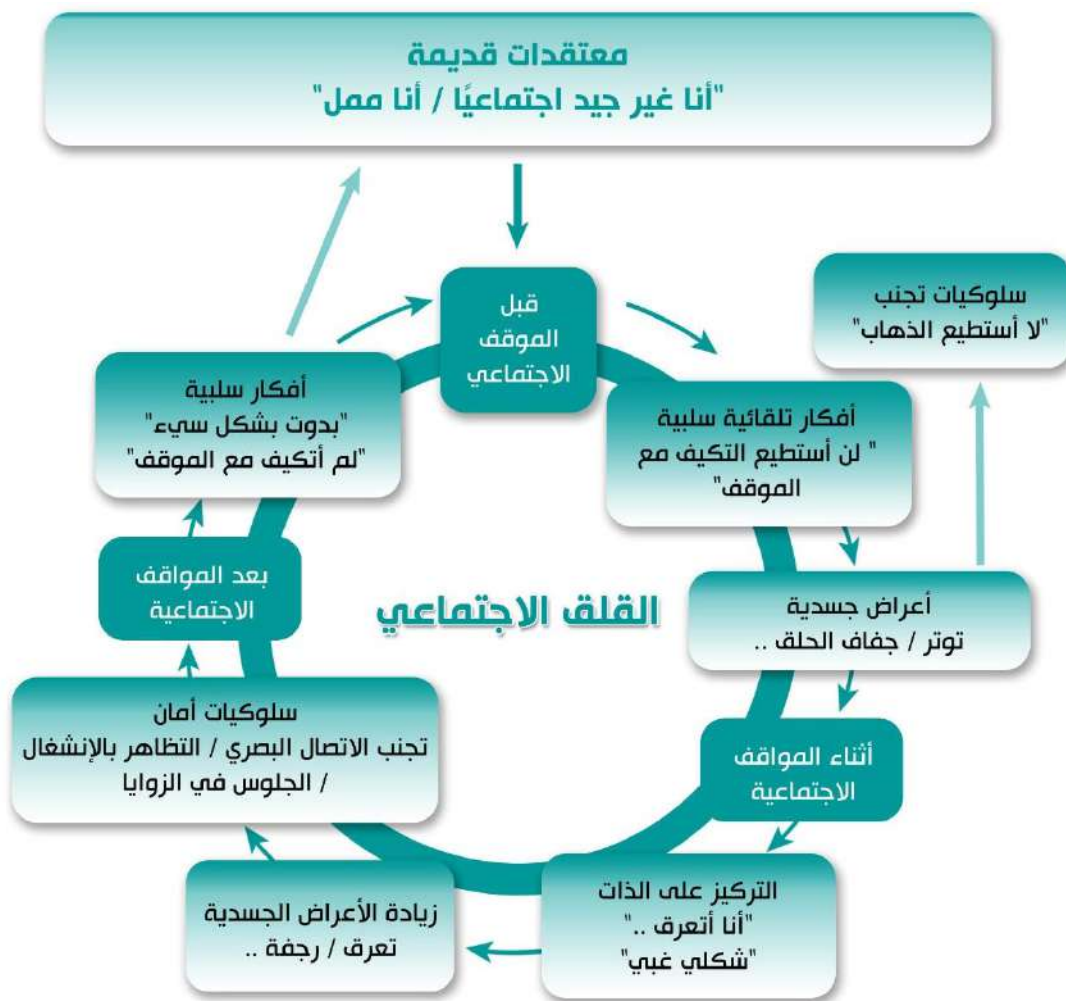 معتقدات قديمة
"أنا غير جيد اجتماعيًا / أنا ممل"
قبل
الموقف
الاجتماعي
سلوكيات تجنب
"لا أستطيع الذهاب"
أفكار تلقائية سلبية
" لن أستطيع التكيف مع
الموقف"
أعراض جسدية
توتر / جفاف الحلق ..
أثناء المواقف
الاجتماعية
التركيز على الذات
"أنا أتعرق .."
"شكلي غبي"
زيادة الأعراض الجسدية
تعرق / رجفة ..
سلوكيات أمان
تجنب الاتصال البصري / التظاهر بالإنشغال
/ الجلوس في الزوايا
بعد المواقف
الاجتماعية
أفكار سلبية
"بدوت بشكل سيء"
"لم أتكيف مع الموقف"
القلق الاجتماعي